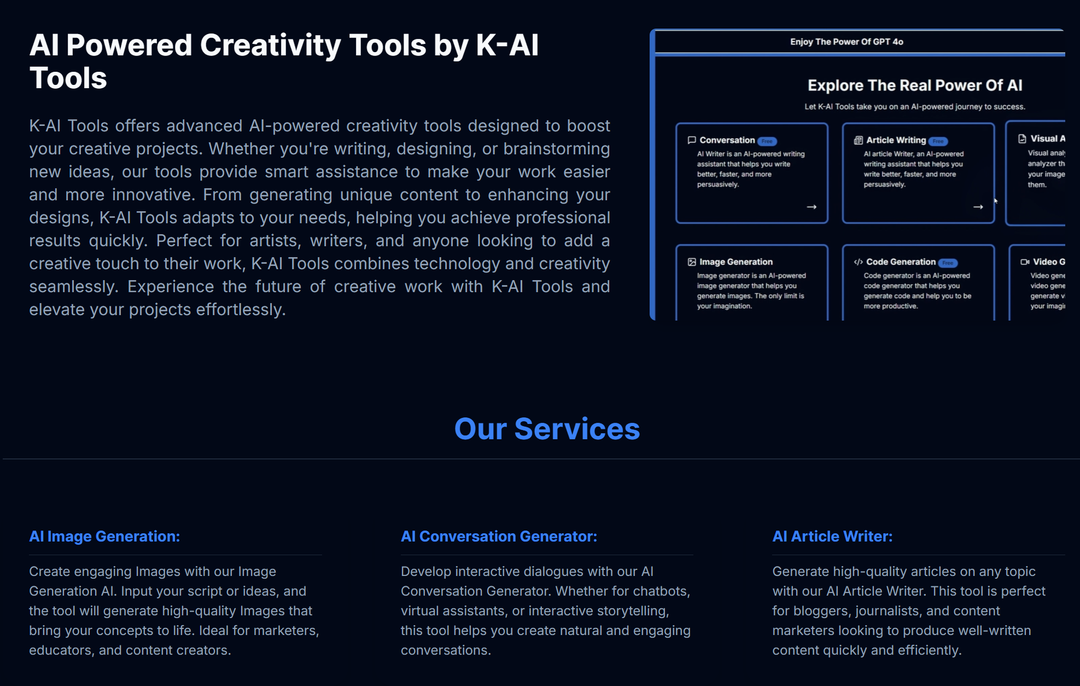 AI Powered Creativity Tools by K-AI
Tools
K-AI Tools offers advanced AI-powered creativity tools designed to boost
your creative projects. Whether you're writing, designing, or brainstorming
new ideas, our tools provide smart assistance to make your work easier
and more innovative. From generating unique content to enhancing your
designs, K-AI Tools adapts to your needs, helping you achieve professional
results quickly. Perfect for artists, writers, and anyone looking to add a
creative touch to their work, K-AI Tools combines technology and creativity
seamlessly. Experience the future of creative work with K-AI Tools and
elevate your projects effortlessly.
Enjoy The Power Of GPT 4o
Explore The Real Power Of AI
Let K-AI Tools take you on an AI-powered journey to success.
Conversation Free
AI Writer is an AI-powered writing
assistant that helps you write
better, faster, and more
persuasively.
Article Writing Free
AI article Writer, an AI-powered
writing assistant that helps you
write better, faster, and more
persuasively.
Visual A
Visual anal
analyze th
your image
them.
Image Generation
Image generator is an AI-powered
image generator that helps you
generate images. The only limit is
your imagination.
Code Generation Free
Code generator is an AI-powered
code generator that helps you
generate code and help you to be
more productive.
Video G
Video gene
video gene
generate v
your imagi
Our Services
AI Image Generation:
Create engaging Images with our Image
Generation AI. Input your script or ideas, and
the tool will generate high-quality Images that
bring your concepts to life. Ideal for marketers,
educators, and content creators.
AI Conversation Generator:
Develop interactive dialogues with our AI
Conversation Generator. Whether for chatbots,
virtual assistants, or interactive storytelling,
this tool helps you create natural and engaging
conversations.
AI Article Writer:
Generate high-quality articles on any topic
with our AI Article Writer. This tool is perfect
for bloggers, journalists, and content
marketers looking to produce well-written
content quickly and efficiently.